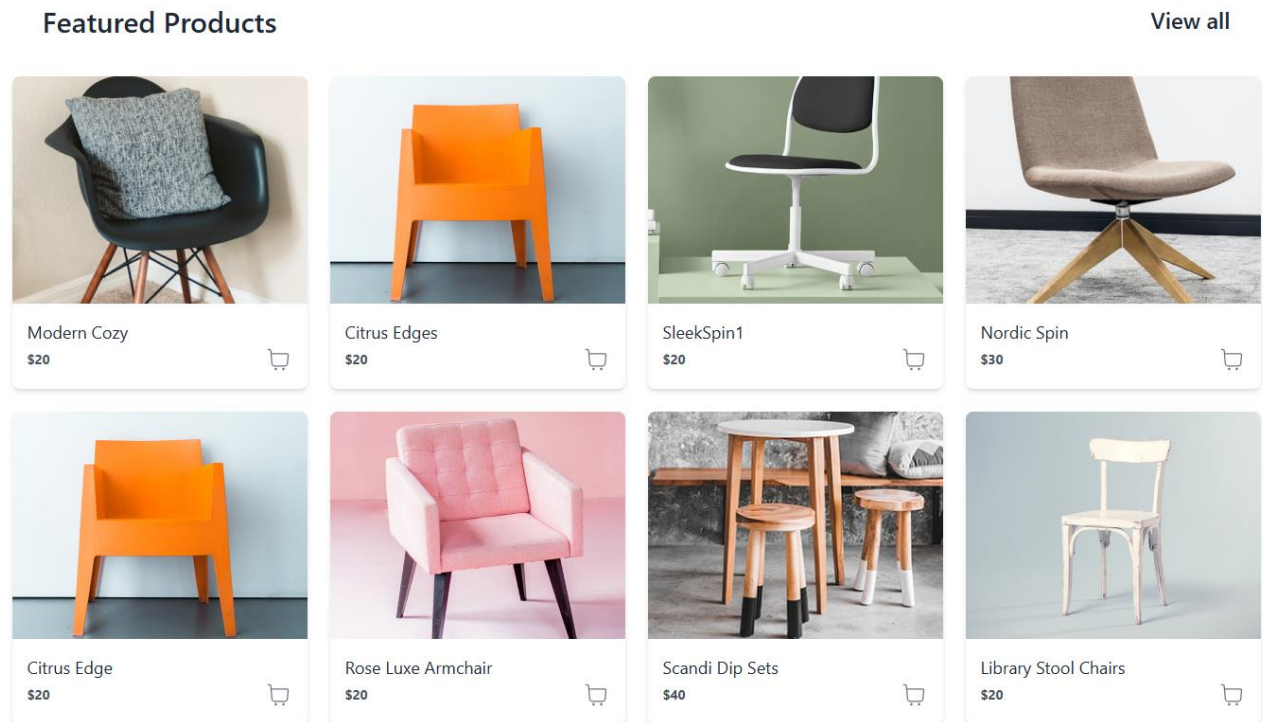 Featured Products
View all
Modern Cozy
$20
Citrus Edges
$20
SleekSpin1
$20
Nordic Spin
$30
Citrus Edge
$20
Rose Luxe Armchair
$20
Scandi Dip Sets
$40
Library Stool Chairs
$20